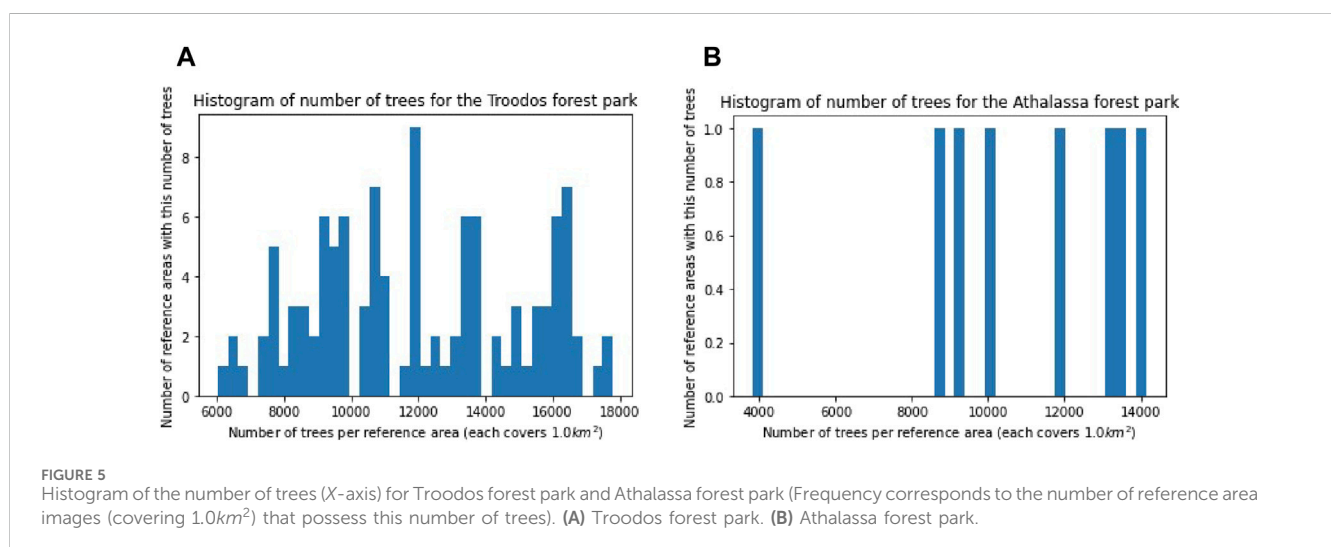 A
Histogram of number of trees for the Troodos forest park
Number of reference areas with this number of trees
8
6
4
2
0
6000 8000 10000 12000 14000 16000 18000
Number of trees per reference area (each covers 1.0km²)
B
Histogram of number of trees for the Athalassa forest park
Number of reference areas with this number of trees
1.0
0.8
0.6
0.4
0.2
0.0
4000 6000 8000 10000 12000 14000
Number of trees per reference area (each covers 1.0km²)
FIGURE 5
Histogram of the number of trees (X-axis) for Troodos forest park and Athalassa forest park (Frequency corresponds to the number of reference area
images (covering 1.0km²) that possess this number of trees). (A) Troodos forest park. (B) Athalassa forest park.